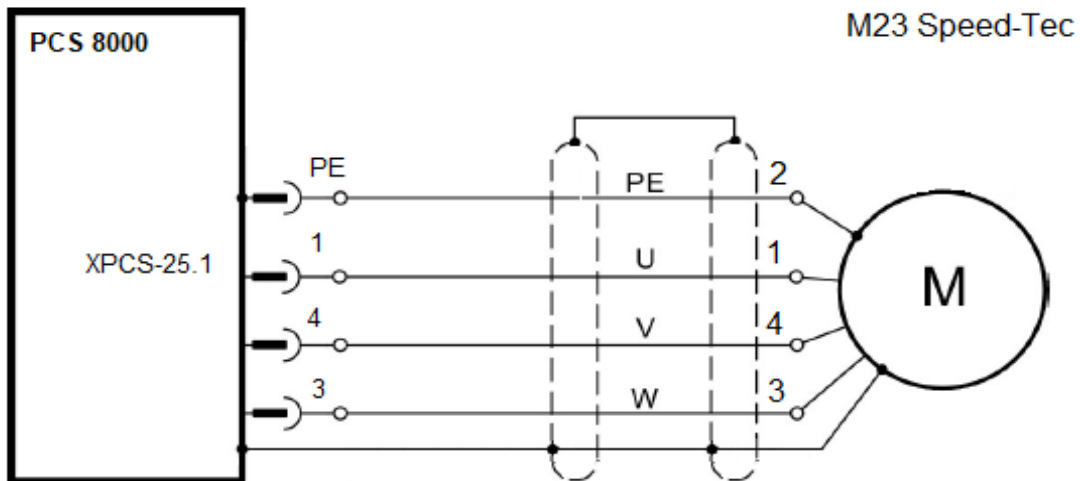 PCS 8000
M23 Speed-Tec
PE
PE
2
XPCS-25.1
1
U
1
M
4
V
4
3
W
3